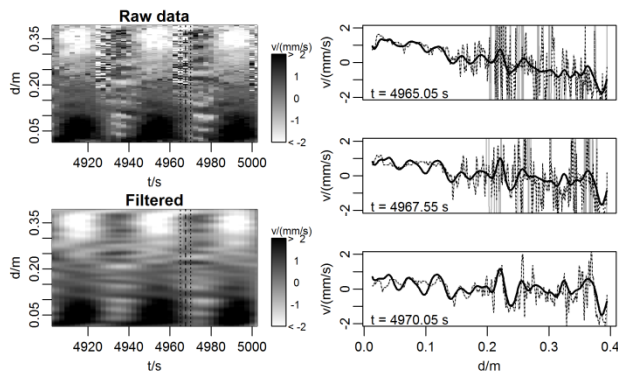 Raw data
d/m
0.35
0.20
0.05
v/(mm/s)
> 2
1
0
-1
< -2
4920 4940 4960 4980 5000
t/s
Filtered
d/m
0.35
0.20
0.05
v/(mm/s)
> 2
1
0
-1
< -2
4920 4940 4960 4980 5000
t/s
v/(mm/s)
2
0
-2
t = 4965.05 s
v/(mm/s)
2
0
-2
t = 4967.55 s
v/(mm/s)
2
0
-2
t = 4970.05 s
0.0 0.1 0.2 0.3 0.4
d/m